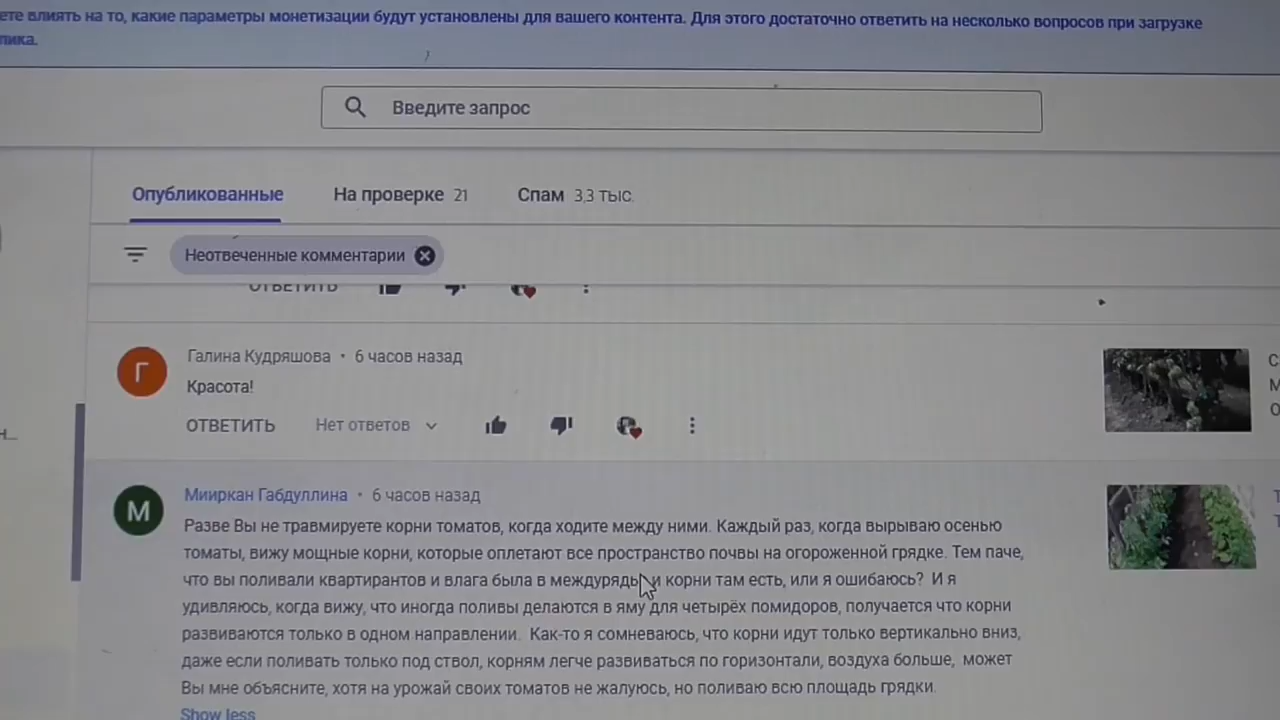 ете влиять на то, какие параметры монетизации будут установлены для вашего контента. Для этого достаточно ответить на несколько вопросов при загрузке
лика.
Введите запрос
Опубликованные На проверке 21 Спам 3,3 тыс.
Неотвеченные комментарии
ОТВЕТИТЬ
Галина Кудряшова • 6 часов назад
Г
Красота!
ОТВЕТИТЬ Нет ответов
Мииркан Габдуллина • 6 часов назад
М
Разве Вы не травмируете корни томатов, когда ходите между ними. Каждый раз, когда вырываю осенью
томаты, вижу мощные корни, которые оплетают все пространство почвы на огороженной грядке. Тем паче,
что вы поливали квартирантов и влага была в междурядь и корни там есть, или я ошибаюсь? И я
удивляюсь, когда вижу, что иногда поливы делаются в яму для четырёх помидоров, получается что корни
развиваются только в одном направлении. Как-то я сомневаюсь, что корни идут только вертикально вниз,
даже если поливать только под ствол, корням легче развиваться по горизонтали, воздуха больше, может
Вы мне объясните, хотя на урожай своих томатов не жалуюсь, но поливаю всю площадь грядки.
Show less